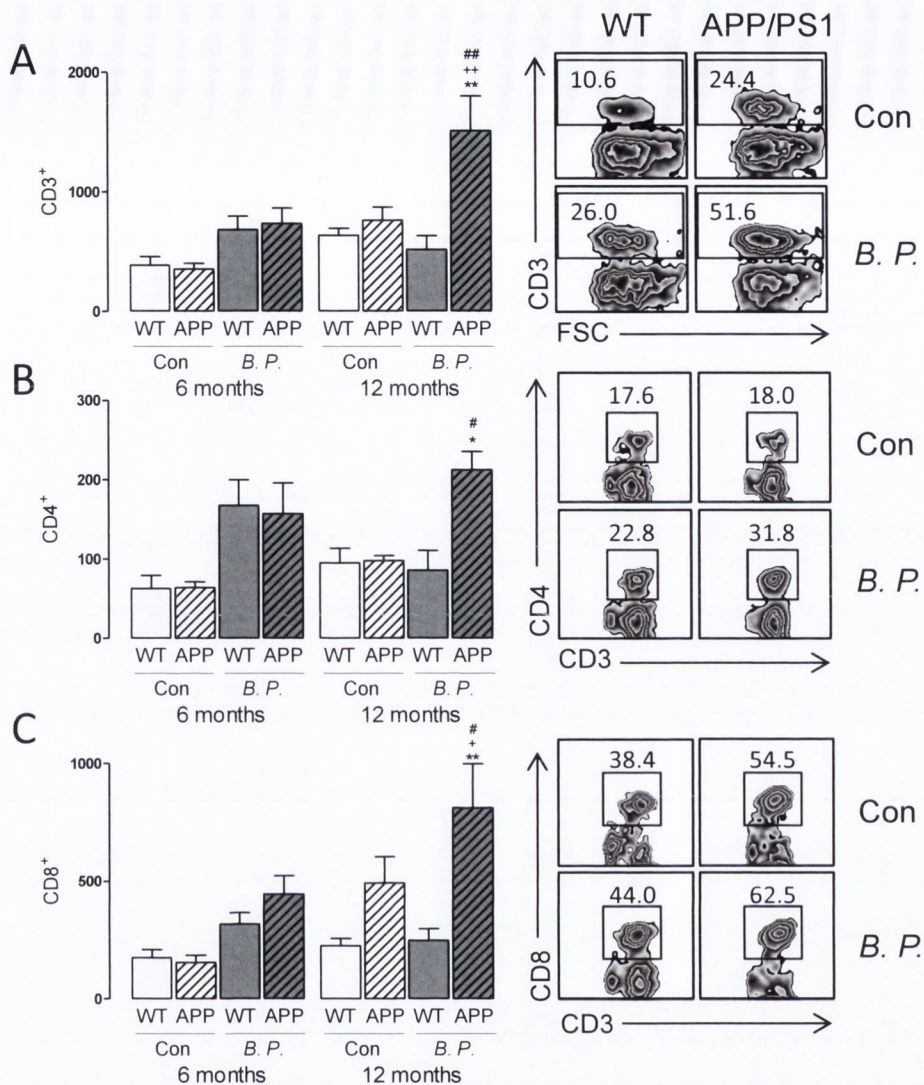 WT APP/PS1
A
##
++
**
2000
1000
0
CD3+
WT APP WT APP WT APP WT APP
Con B. P. Con B. P.
6 months 12 months
10.6 24.4 Con
26.0 51.6 B. P.
CD3
FSC
B
#
*
300
200
100
0
CD4+
WT APP WT APP WT APP WT APP
Con B. P. Con B. P.
6 months 12 months
17.6 18.0 Con
22.8 31.8 B. P.
CD4
CD3
C
#
+
**
1000
500
0
CD8+
WT APP WT APP WT APP WT APP
Con B. P. Con B. P.
6 months 12 months
38.4 54.5 Con
44.0 62.5 B. P.
CD8
CD3